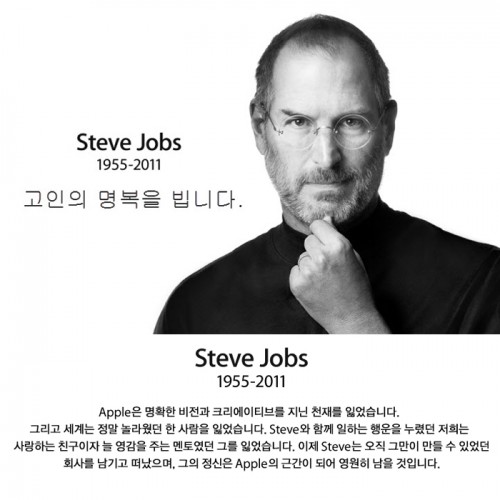 Steve Jobs
1955-2011
고인의 명복을 빕니다.
Steve Jobs
1955-2011
Apple은 명확한 비전과 크리에이티브를 지닌 천재를 잃었습니다.
그리고 세계는 정말 놀라웠던 한 사람을 잃었습니다. Steve와 함께 일하는 행운을 누렸던 저희는
사랑하는 친구이자 늘 영감을 주는 멘토였던 그를 잃었습니다. 이제 Steve는 오직 그만이 만들 수 있었던
회사를 남기고 떠났으며, 그의 정신은 Apple의 근간이 되어 영원히 남을 것입니다.